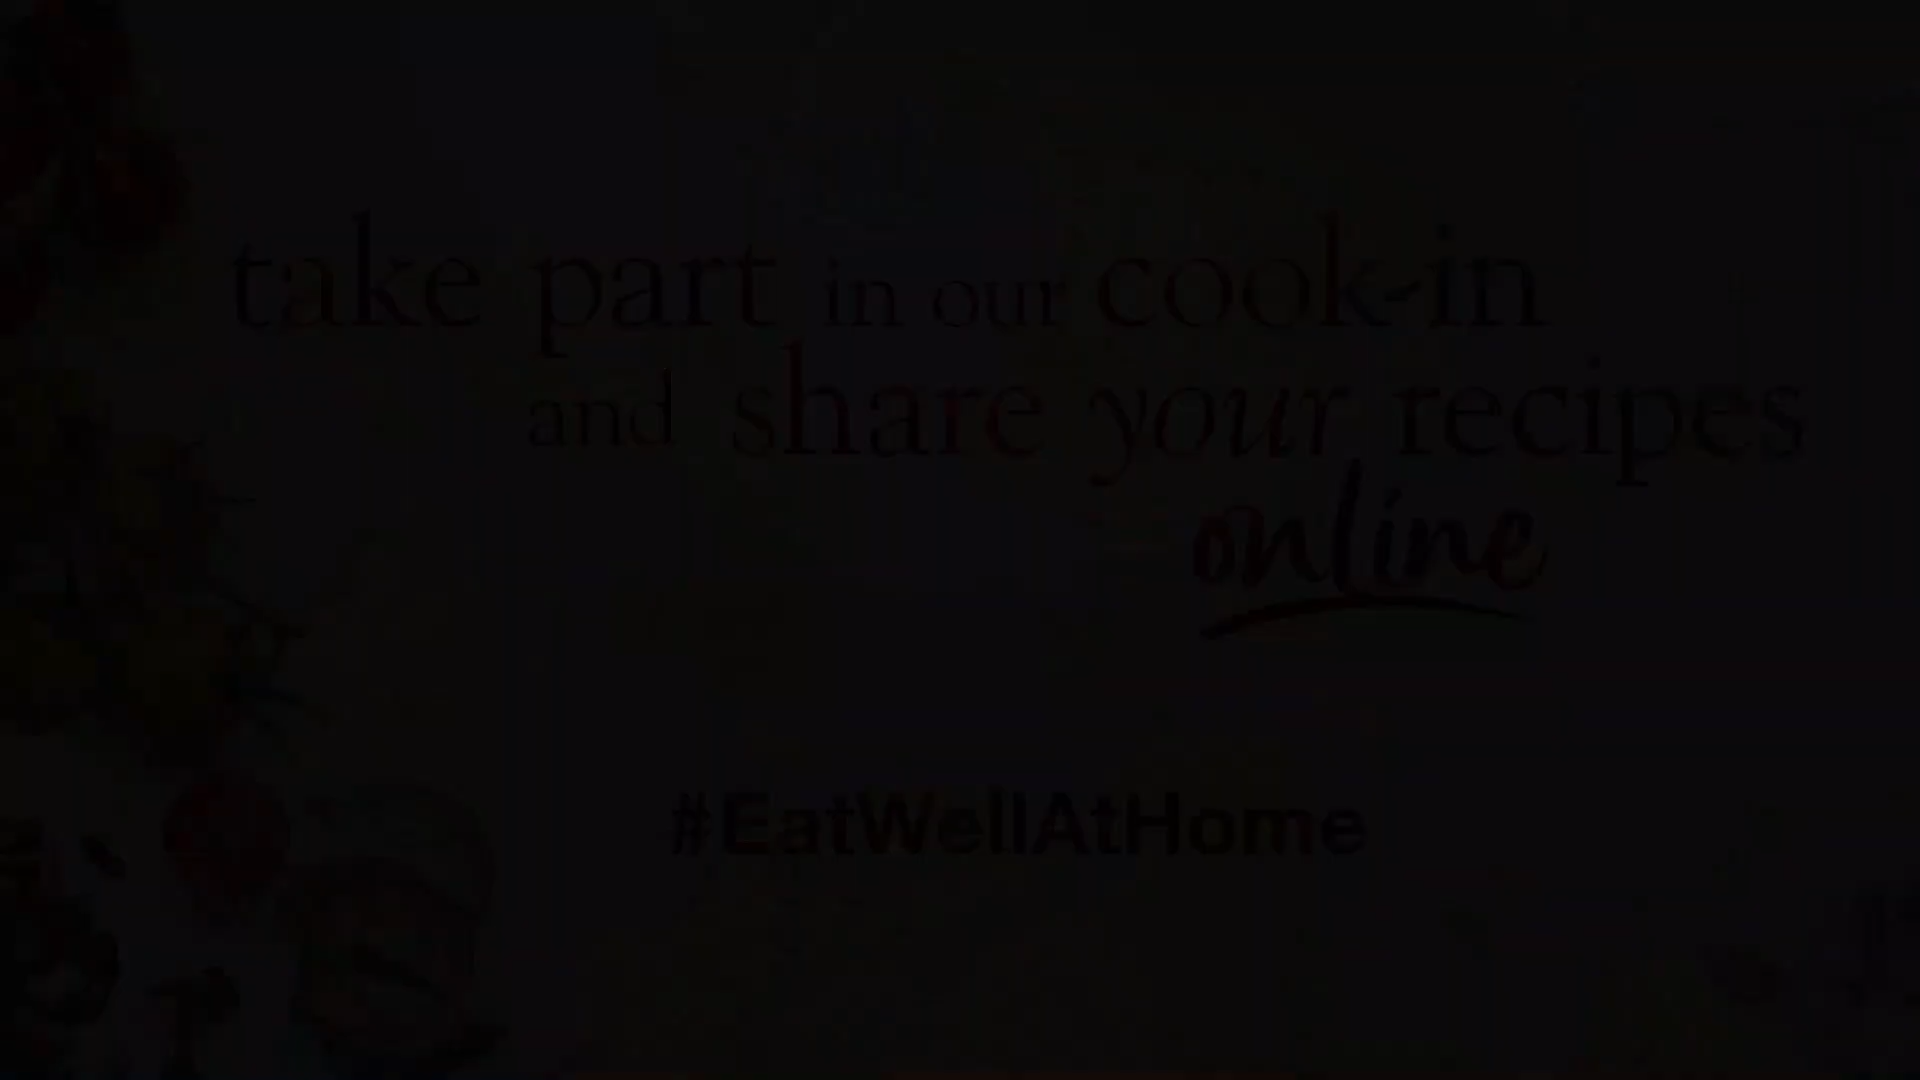 take part in our cook-in
and share your recipes
online
#EatWellAtHome